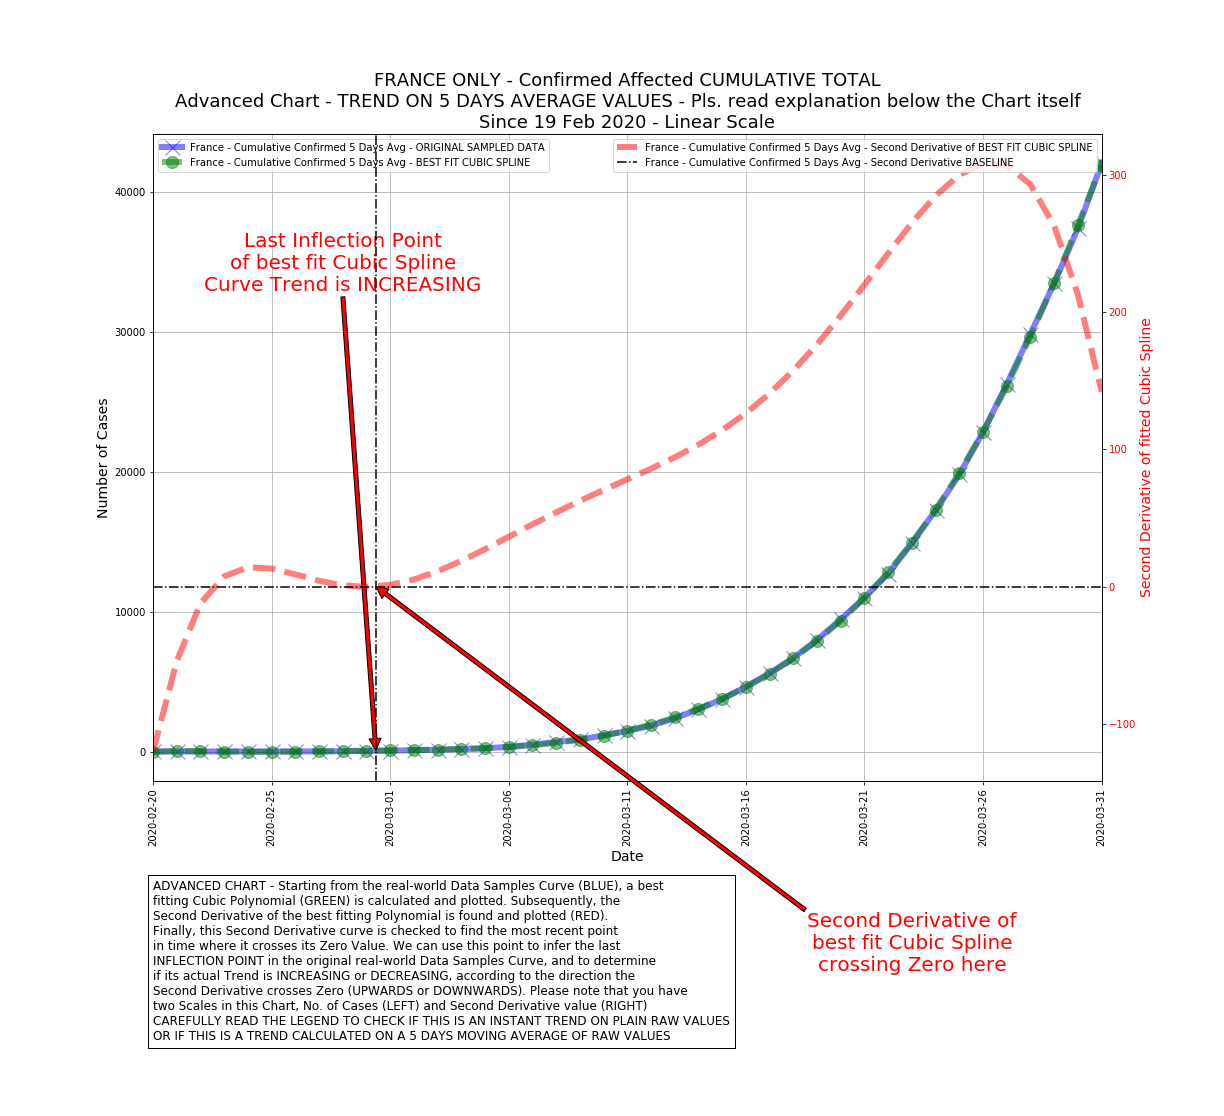 FRANCE ONLY - Confirmed Affected CUMULATIVE TOTAL
Advanced Chart - TREND ON 5 DAYS AVERAGE VALUES - Pls. read explanation below the Chart itself
Since 19 Feb 2020 - Linear Scale
France - Cumulative Confirmed 5 Days Avg - ORIGINAL SAMPLED DATA
France - Cumulative Confirmed 5 Days Avg - BEST FIT CUBIC SPLINE
France - Cumulative Confirmed 5 Days Avg - Second Derivative of BEST FIT CUBIC SPLINE
France - Cumulative Confirmed 5 Days Avg - Second Derivative BASELINE
Last Inflection Point
of best fit Cubic Spline
Curve Trend is INCREASING
Number of Cases
40000
30000
20000
10000
0
300
200
100
0
−100
Second Derivative of fitted Cubic Spline
2020-02-20
2020-02-25
2020-03-01
2020-03-06
2020-03-11
2020-03-16
2020-03-21
2020-03-26
2020-03-31
Date
Second Derivative of
best fit Cubic Spline
crossing Zero here
ADVANCED CHART - Starting from the real-world Data Samples Curve (BLUE), a best
fitting Cubic Polynomial (GREEN) is calculated and plotted. Subsequently, the
Second Derivative of the best fitting Polynomial is found and plotted (RED).
Finally, this Second Derivative curve is checked to find the most recent point
in time where it crosses its Zero Value. We can use this point to infer the last
INFLECTION POINT in the original real-world Data Samples Curve, and to determine
if its actual Trend is INCREASING or DECREASING, according to the direction the
Second Derivative crosses Zero (UPWARDS or DOWNWARDS). Please note that you have
two Scales in this Chart, No. of Cases (LEFT) and Second Derivative value (RIGHT)
CAREFULLY READ THE LEGEND TO CHECK IF THIS IS AN INSTANT TREND ON PLAIN RAW VALUES
OR IF THIS IS A TREND CALCULATED ON A 5 DAYS MOVING AVERAGE OF RAW VALUES